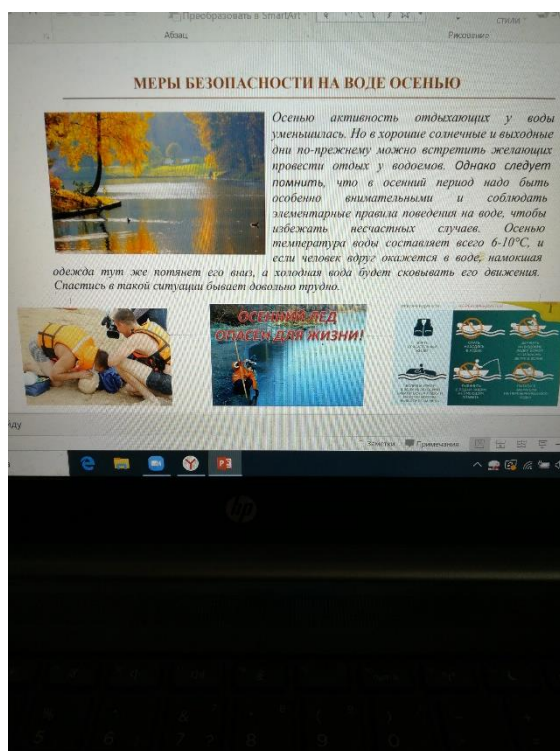 Преобразовать в SmartArt
Абзац
Рисование
СТИЛИ
МЕРЫ БЕЗОПАСНОСТИ НА ВОДЕ ОСЕНЬЮ
Осенью активность отдыхающих у воды
уменьшилась. Но в хорошие солнечные и выходные
дни по-прежнему можно встретить желающих
провести отдых у водоемов. Однако следует
помнить, что в осенний период надо быть
особенно внимательными и соблюдать
элементарные правила поведения на воде, чтобы
избежать несчастных случаев. Осенью
температура воды составляет всего 6-10°С, и
если человек вдруг окажется в воде, намокшая
одежда тут же потянет его вниз, а холодная вода будет сковывать его движения.
Спастись в такой ситуации бывает довольно трудно.
ОСЕННИЙ ЛЕД
ОПАСЕН ДЛЯ ЖИЗНИ!
Заметки
Примечания
hp